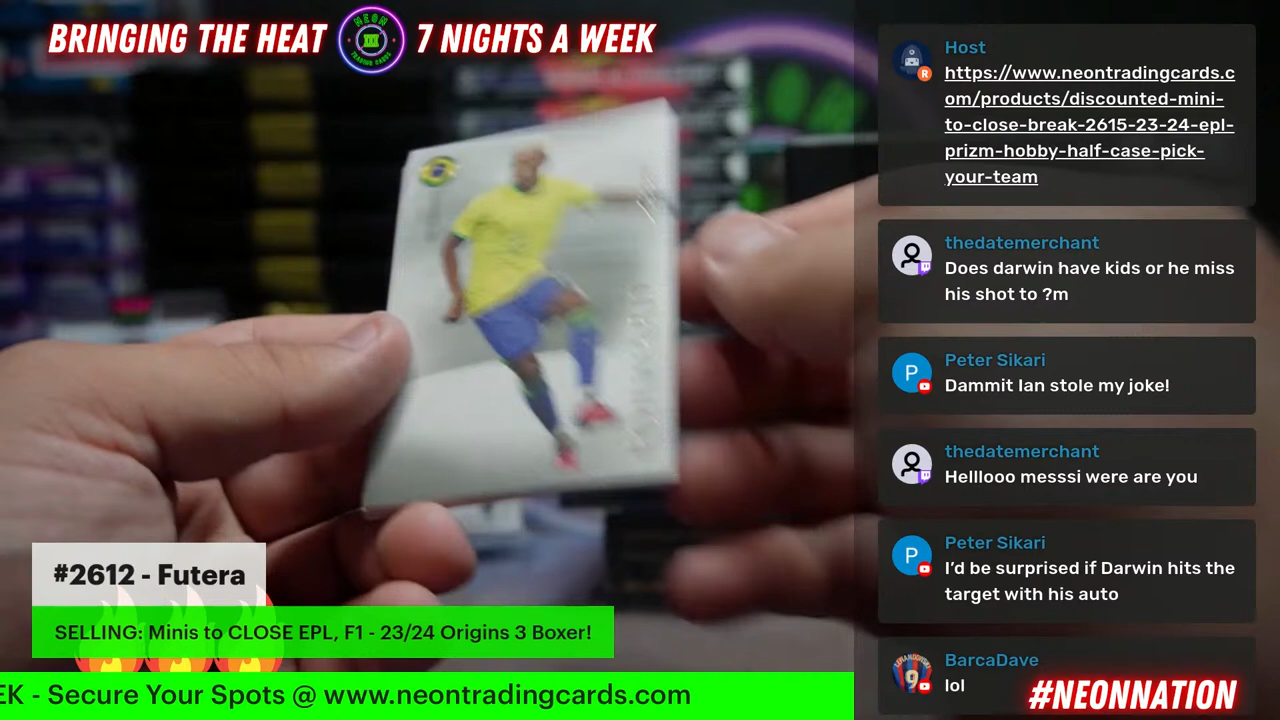 BRINGING THE HEAT
NEON
TRADING CARDS
7 NIGHTS A WEEK
Host
https://www.neontradingcards.c
om/products/discounted-mini-
to-close-break-2615-23-24-epl-
prizm-hobby-half-case-pick-
your-team
thedatemerchant
Does darwin have kids or he miss
his shot to ?m
Peter Sikari
Dammit Ian stole my joke!
thedatemerchant
Helllooo messsi were are you
Peter Sikari
I'd be surprised if Darwin hits the
target with his auto
BarcaDave
lol
#NEONNATION
#2612 - Futera
SELLING: Minis to CLOSE EPL, F1 - 23/24 Origins 3 Boxer!
EK - Secure Your Spots @ www.neontradingcards.com